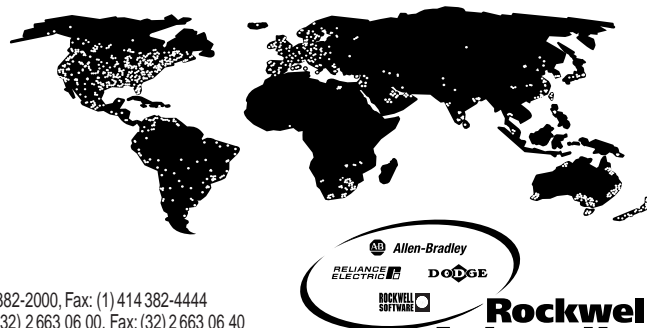 AB Allen-Bradley
RELIANCE ELECTRIC
DODGE
ROCKWELL SOFTWARE
382-2000, Fax: (1) 414 382-4444
(32) 2 663 06 00, Fax: (32) 2 663 06 40
Rockwel